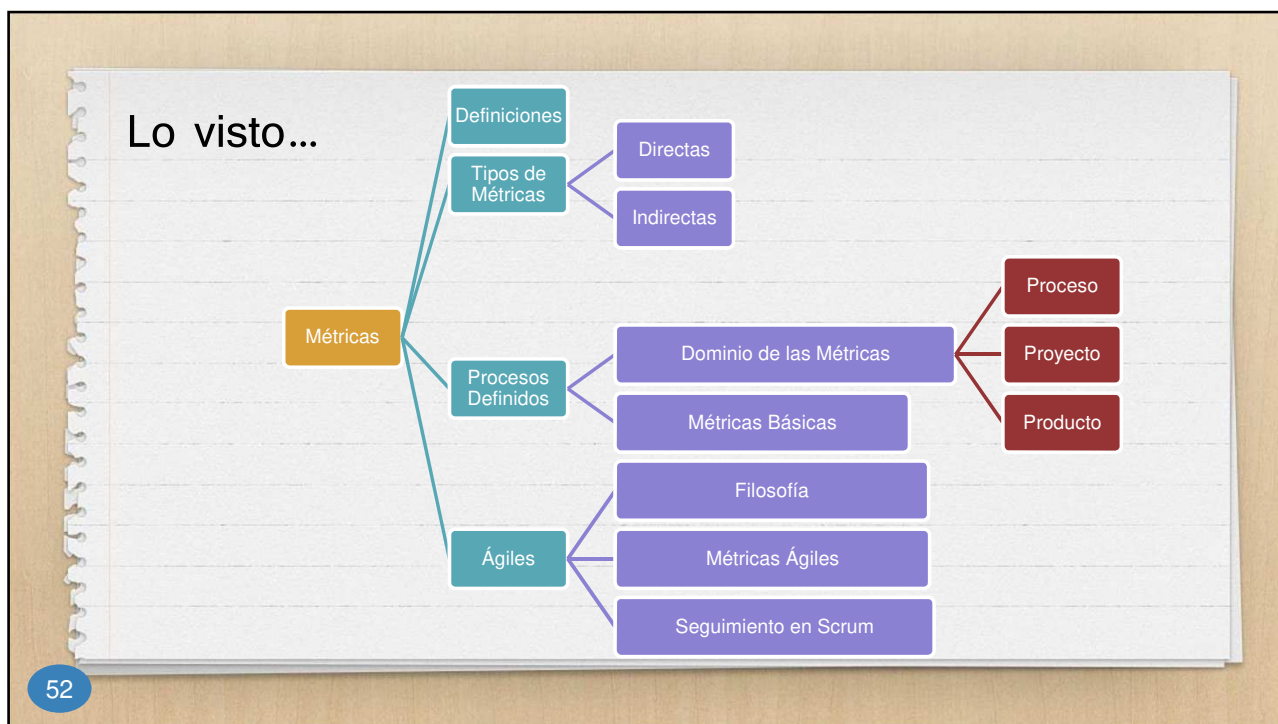 Lo visto...
Métricas
Definiciones
Tipos de
Métricas
Directas
Indirectas
Procesos
Definidos
Dominio de las Métricas
Proceso
Proyecto
Producto
Métricas Básicas
Ágiles
Filosofía
Métricas Ágiles
Seguimiento en Scrum
52